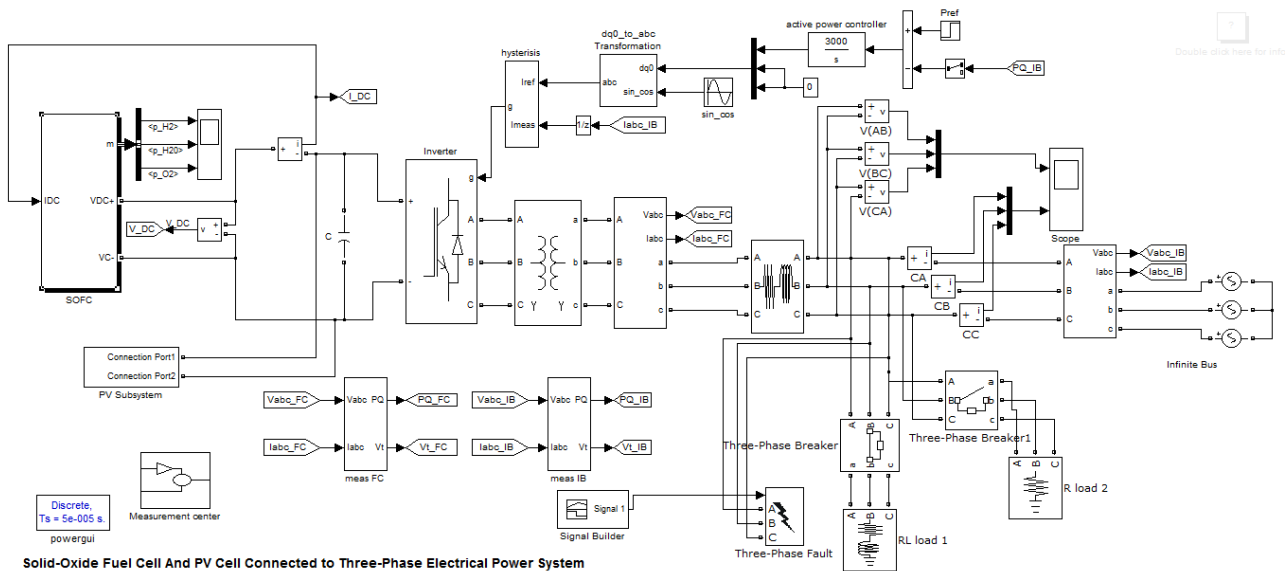 Pref
active power controller
3000
s
+
−
PQ_IB
?
Double click here for info
dq0_to_abc
Transformation
hysterisis
Iref
g
Imeas
abc
dq0
sin_cos
sin_cos
0
1/z
Iabc_IB
I_DC
<p_H2>
<p_H20>
<p_O2>
m
IDC
VDC+
VC-
SOFC
+ i -
V_DC
V_DC
v + -
C
Inverter
g
+
-
A
B
C
A a
B b
C c
Y Y
A
B
C
Vabc
Iabc
a
b
c
Vabc_FC
Iabc_FC
A A
B B
C C
+ - v
V(AB)
+ - v
V(BC)
+ - v
V(CA)
Scope
+ i -
CA
+ i -
CB
+ i -
CC
A
B
C
Vabc
Iabc
a
b
c
Vabc_IB
Iabc_IB
+
+
+
Infinite Bus
Connection Port1
Connection Port2
PV Subsystem
Vabc_FC
Iabc_FC
Vabc PQ
Iabc Vt
PQ_FC
Vt_FC
meas FC
Vabc_IB
Iabc_IB
Vabc PQ
Iabc Vt
PQ_IB
Vt_IB
meas IB
A B C
Three-Phase Breaker
a b c
A a
B b
C c
Three-Phase Breaker1
A B C
R load 2
A B C
RL load 1
Signal 1
Signal Builder
A
B
C
Three-Phase Fault
Measurement center
Discrete,
Ts = 5e-005 s.
powergui
Solid-Oxide Fuel Cell And PV Cell Connected to Three-Phase Electrical Power System